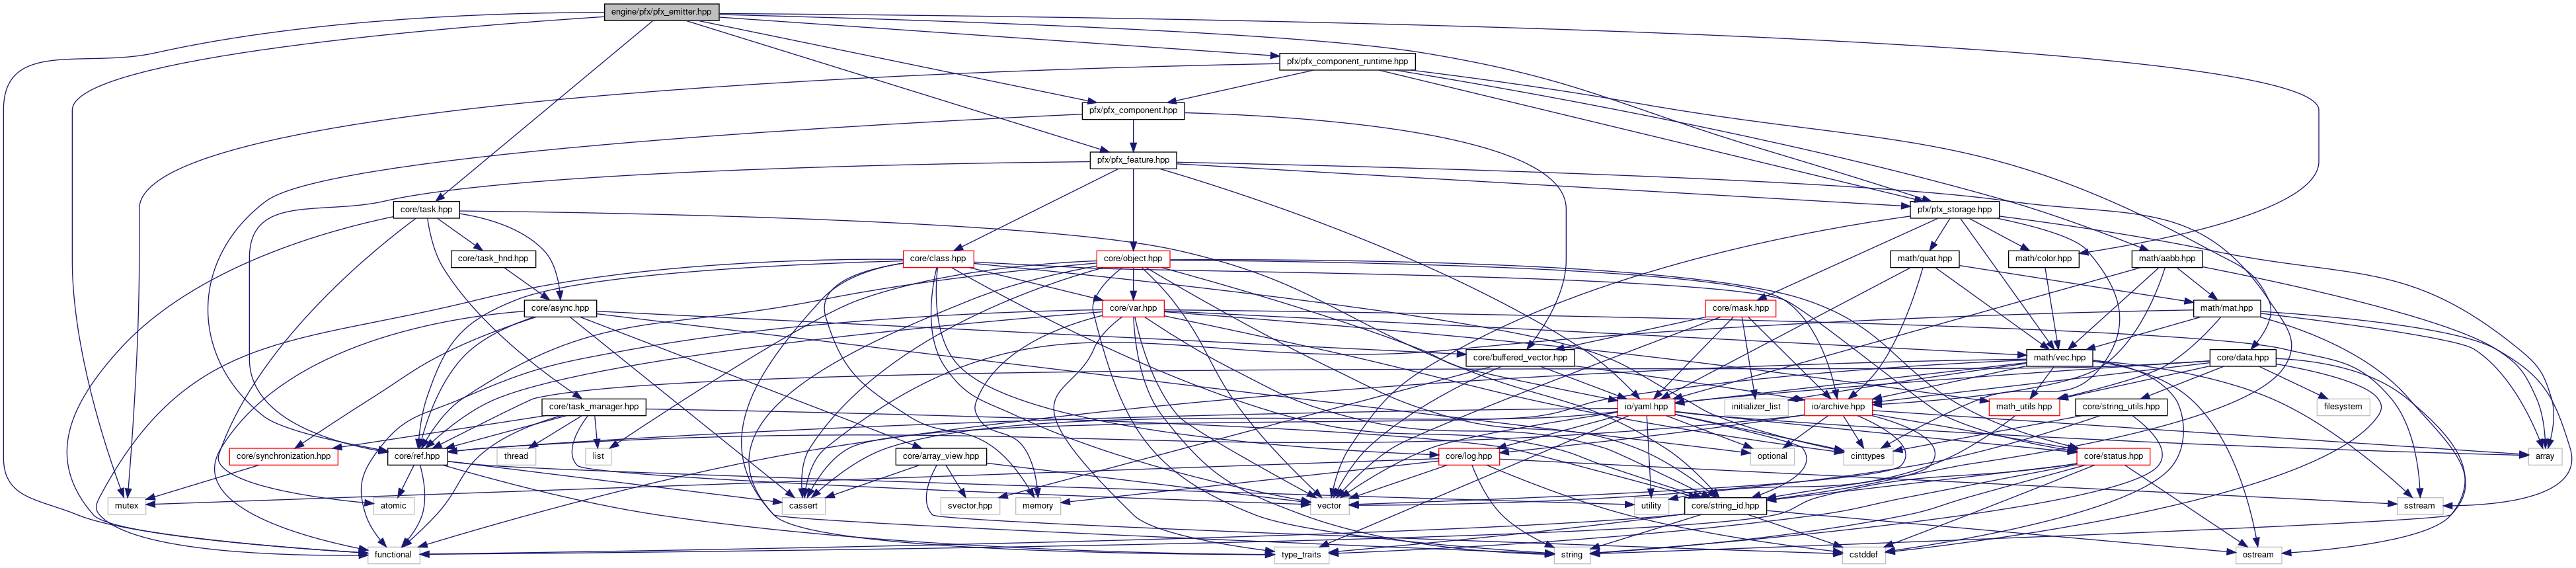 engine/pfx/pfx_emitter.hpp
pfx/pfx_component_runtime.hpp
pfx/pfx_component.hpp
pfx/pfx_feature.hpp
core/task.hpp
pfx/pfx_storage.hpp
core/task_hnd.hpp
core/class.hpp
core/object.hpp
math/quat.hpp
math/color.hpp
math/aabb.hpp
core/async.hpp
core/var.hpp
core/mask.hpp
math/mat.hpp
core/buffered_vector.hpp
math/vec.hpp
core/data.hpp
core/task_manager.hpp
io/yaml.hpp
initializer_list
io/archive.hpp
math_utils.hpp
core/string_utils.hpp
filesystem
core/synchronization.hpp
core/ref.hpp
thread
list
core/array_view.hpp
core/log.hpp
optional
cinttypes
core/status.hpp
array
mutex
atomic
cassert
svector.hpp
memory
vector
utility
core/string_id.hpp
sstream
functional
type_traits
string
cstddef
ostream